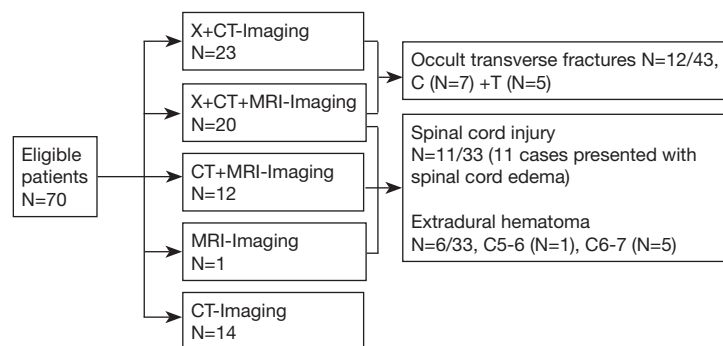 Eligible
patients
N=70
X+CT-Imaging
N=23
X+CT+MRI-Imaging
N=20
CT+MRI-Imaging
N=12
MRI-Imaging
N=1
CT-Imaging
N=14
Occult transverse fractures N=12/43,
C (N=7) +T (N=5)
Spinal cord injury
N=11/33 (11 cases presented with
spinal cord edema)
Extradural hematoma
N=6/33, C5-6 (N=1), C6-7 (N=5)